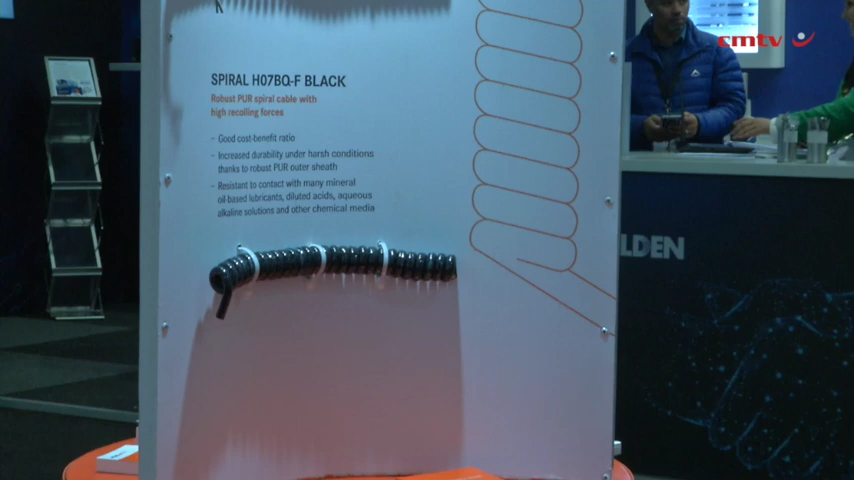 cmtv
SPIRAL H07BQ-F BLACK
Robust PUR spiral cable with
high recoiling forces
– Good cost-benefit ratio
– Increased durability under harsh conditions
thanks to robust PUR outer sheath
– Resistant to contact with many mineral
oil-based lubricants, diluted acids, aqueous
alkaline solutions and other chemical media
LDEN